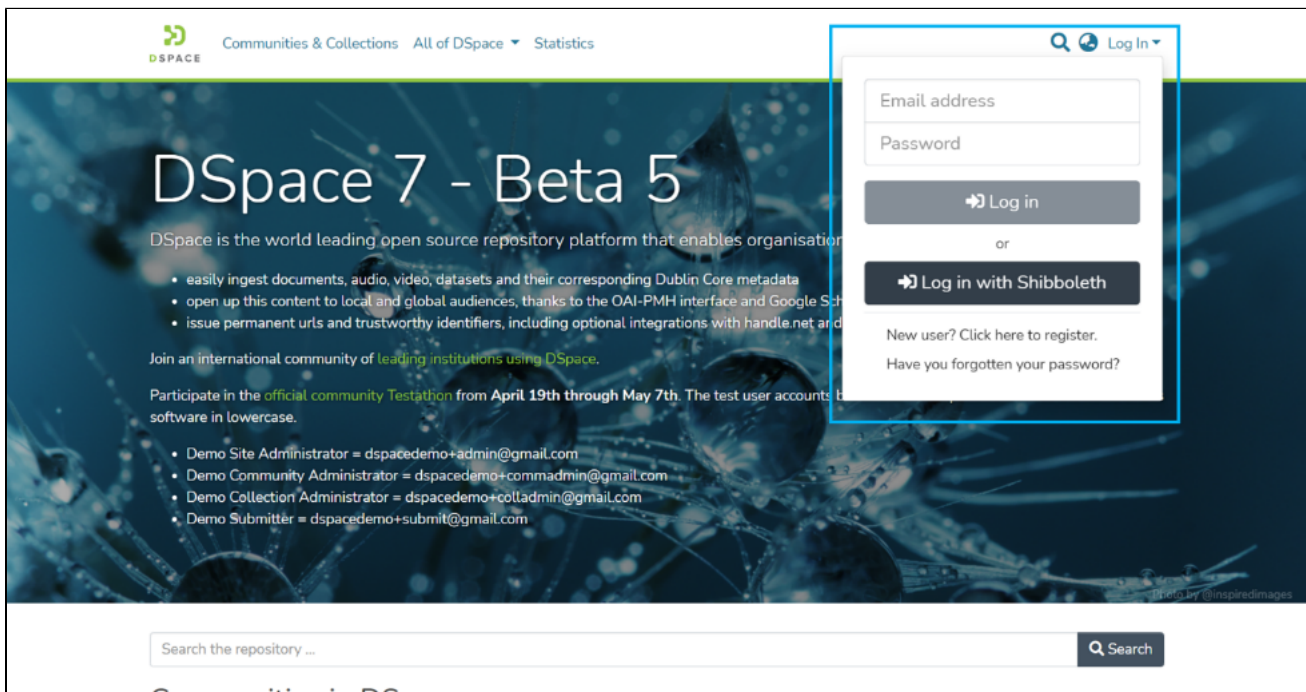 DSPACE
Communities & Collections All of DSpace Statistics
Log In
Email address
Password
Log in
or
Log in with Shibboleth
New user? Click here to register.
Have you forgotten your password?
DSpace 7 - Beta 5
DSpace is the world leading open source repository platform that enables
easily ingest documents, audio, video, datasets and their corresponding Dublin Core metadata
open up this content to local and global audiences, thanks to the OAI-PMH interface and Google
issue permanent urls and trustworthy identifiers, including optional integrations with handle.net and
Join an international community of leading institutions using DSpace.
Participate in the official community Testathon from April 19th through May 7th. The test user accounts
software in lowercase.
Demo Site Administrator = dspacedemo+admin@gmail.com
Demo Community Administrator = dspacedemo+commadmin@gmail.com
Demo Collection Administrator = dspacedemo+colladmin@gmail.com
Demo Submitter = dspacedemo+submit@gmail.com
Photo by @inspiredimages
Search the repository ...
Search